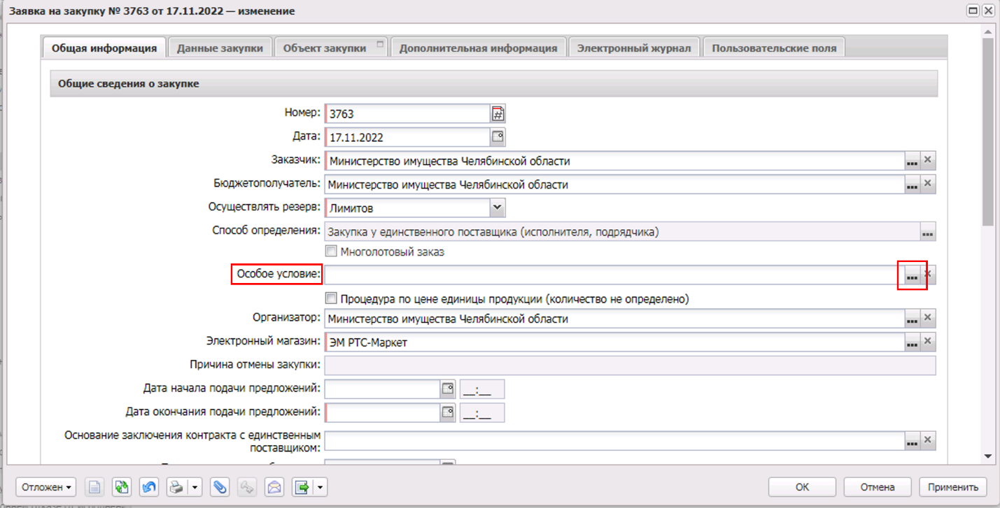 Заявка на закупку № 3763 от 17.11.2022 — изменение
Общая информация Данные закупки Объект закупки Дополнительная информация Электронный журнал Пользовательские поля
Общие сведения о закупке
Номер: 3763
Дата: 17.11.2022
Заказчик: Министерство имущества Челябинской области
Бюджетополучатель: Министерство имущества Челябинской области
Осуществлять резерв: Лимитов
Способ определения: Закупка у единственного поставщика (исполнителя, подрядчика)
Многолотовый заказ
Особое условие:
Процедура по цене единицы продукции (количество не определено)
Организатор: Министерство имущества Челябинской области
Электронный магазин: ЭМ РТС-Маркет
Причина отмены закупки:
Дата начала подачи предложений: __:__
Дата окончания подачи предложений: __:__
Основание заключения контракта с единственным
поставщиком:
Отложен ОК Отмена Применить